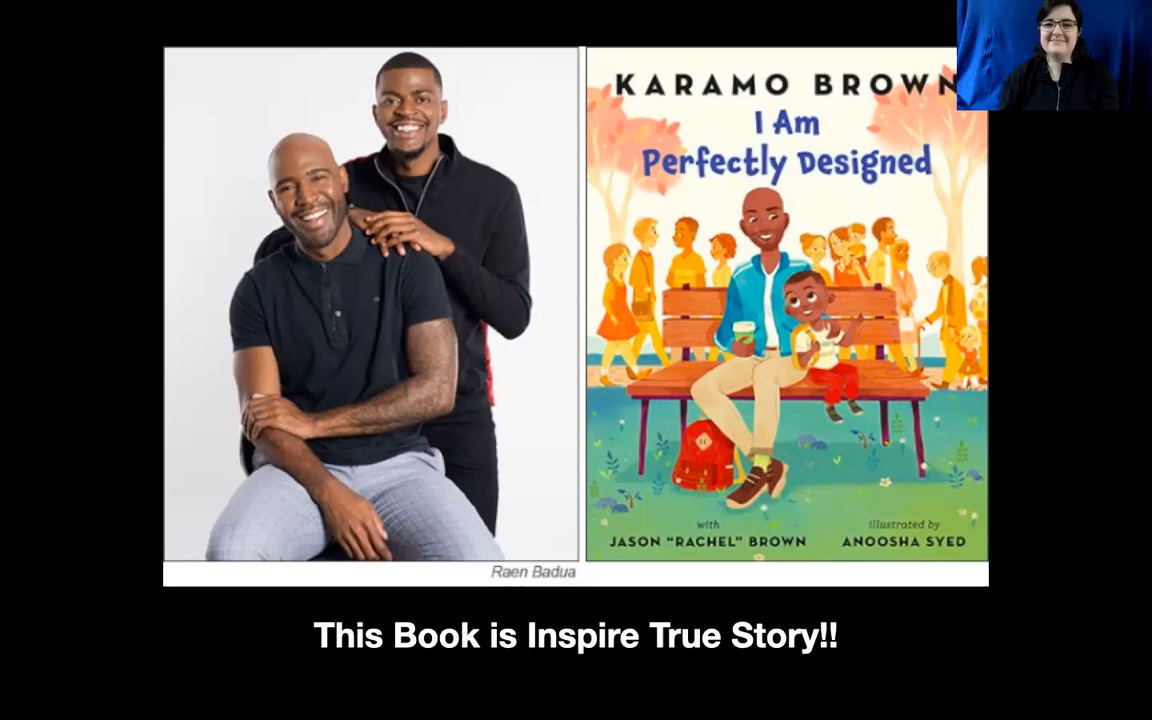 KARAMO BROWN
I Am
Perfectly Designed
with
JASON "RACHEL" BROWN
illustrated by
ANOOSHA SYED
Raen Badua
This Book is Inspire True Story!!